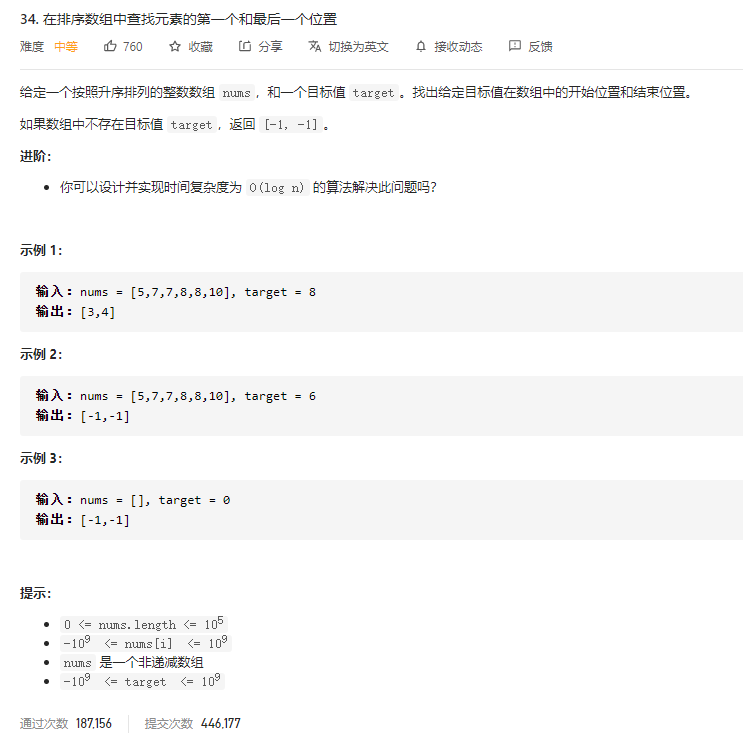 34. 在排序数组中查找元素的第一个和最后一个位置
难度 中等 760 收藏 分享 切换为英文 接收动态 反馈
给定一个按照升序排列的整数数组 nums，和一个目标值 target。找出给定目标值在数组中的开始位置和结束位置。
如果数组中不存在目标值 target，返回 [-1, -1]。
进阶：
• 你可以设计并实现时间复杂度为 O(log n) 的算法解决此问题吗？
示例 1：
输入：nums = [5,7,7,8,8,10], target = 8
输出：[3,4]
示例 2：
输入：nums = [5,7,7,8,8,10], target = 6
输出：[-1,-1]
示例 3：
输入：nums = [], target = 0
输出：[-1,-1]
提示：
• 0 <= nums.length <= 10⁵
• -10⁹ <= nums[i] <= 10⁹
• nums 是一个非递减数组
• -10⁹ <= target <= 10⁹
通过次数 187,156 提交次数 446,177